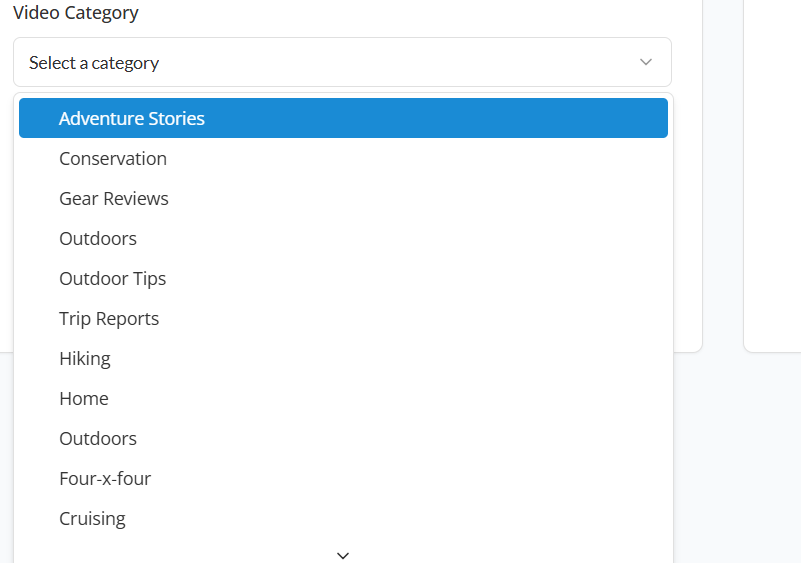 Video Category
Select a category
Adventure Stories
Conservation
Gear Reviews
Outdoors
Outdoor Tips
Trip Reports
Hiking
Home
Outdoors
Four-x-four
Cruising